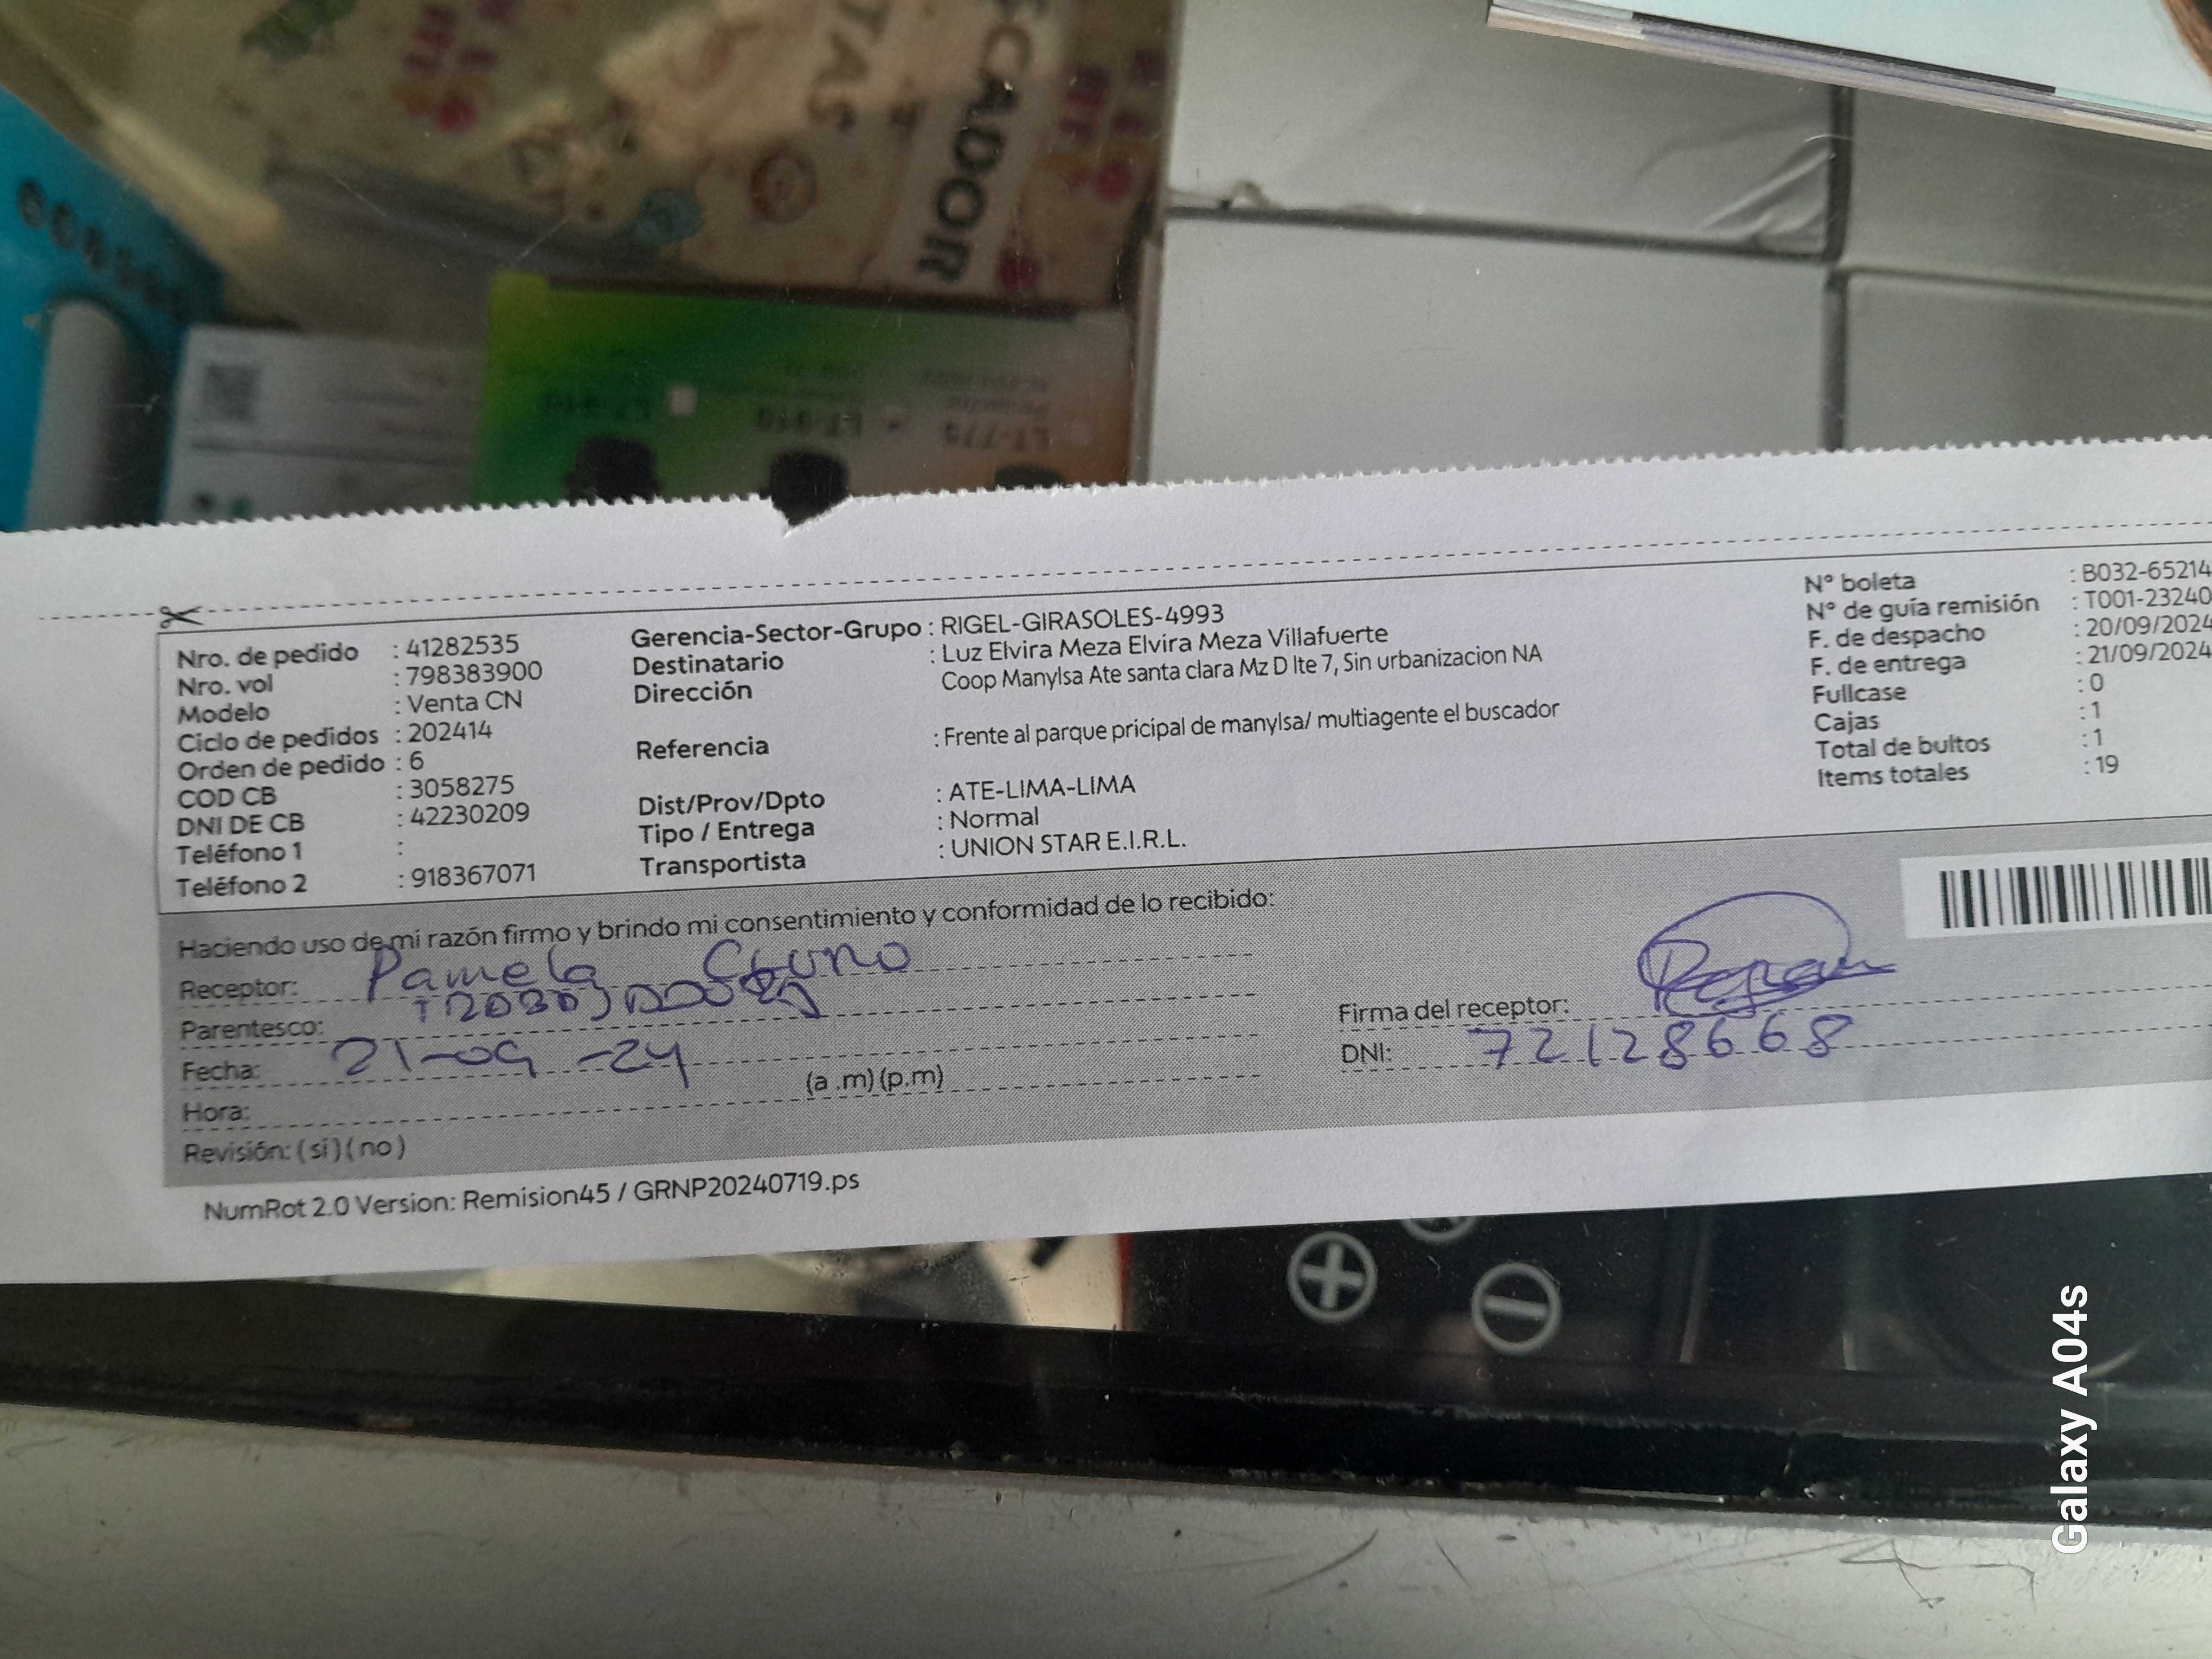 CADOR
TAS
Nro. de pedido : 41282535
Nro. vol : 798383900
Modelo : Venta CN
Ciclo de pedidos : 202414
Orden de pedido : 6
COD CB : 3058275
DNI DE CB : 42230209
Teléfono 1 :
Teléfono 2 : 918367071
Gerencia-Sector-Grupo : RIGEL-GIRASOLES-4993
Destinatario : Luz Elvira Meza Elvira Meza Villafuerte
Dirección Coop Manylsa Ate santa clara Mz D lte 7, Sin urbanizacion NA
Referencia : Frente al parque pricipal de manylsa/ multiagente el buscador
Dist/Prov/Dpto : ATE-LIMA-LIMA
Tipo / Entrega : Normal
Transportista : UNION STAR E.I.R.L.
N° boleta : B032-65214
N° de guía remisión : T001-23240
F. de despacho : 20/09/2024
F. de entrega : 21/09/2024
Fullcase : 0
Cajas : 1
Total de bultos : 1
Items totales : 19
Haciendo uso de mi razón firmo y brindo mi consentimiento y conformidad de lo recibido:
Receptor: Pamela
Parentesco:
Fecha: 21-09-24
Hora: (a .m) (p.m)
Revisión: (si) (no)
Firma del receptor:
DNI: 72128668
NumRot 2.0 Version: Remision45 / GRNP20240719.ps
Galaxy A04s